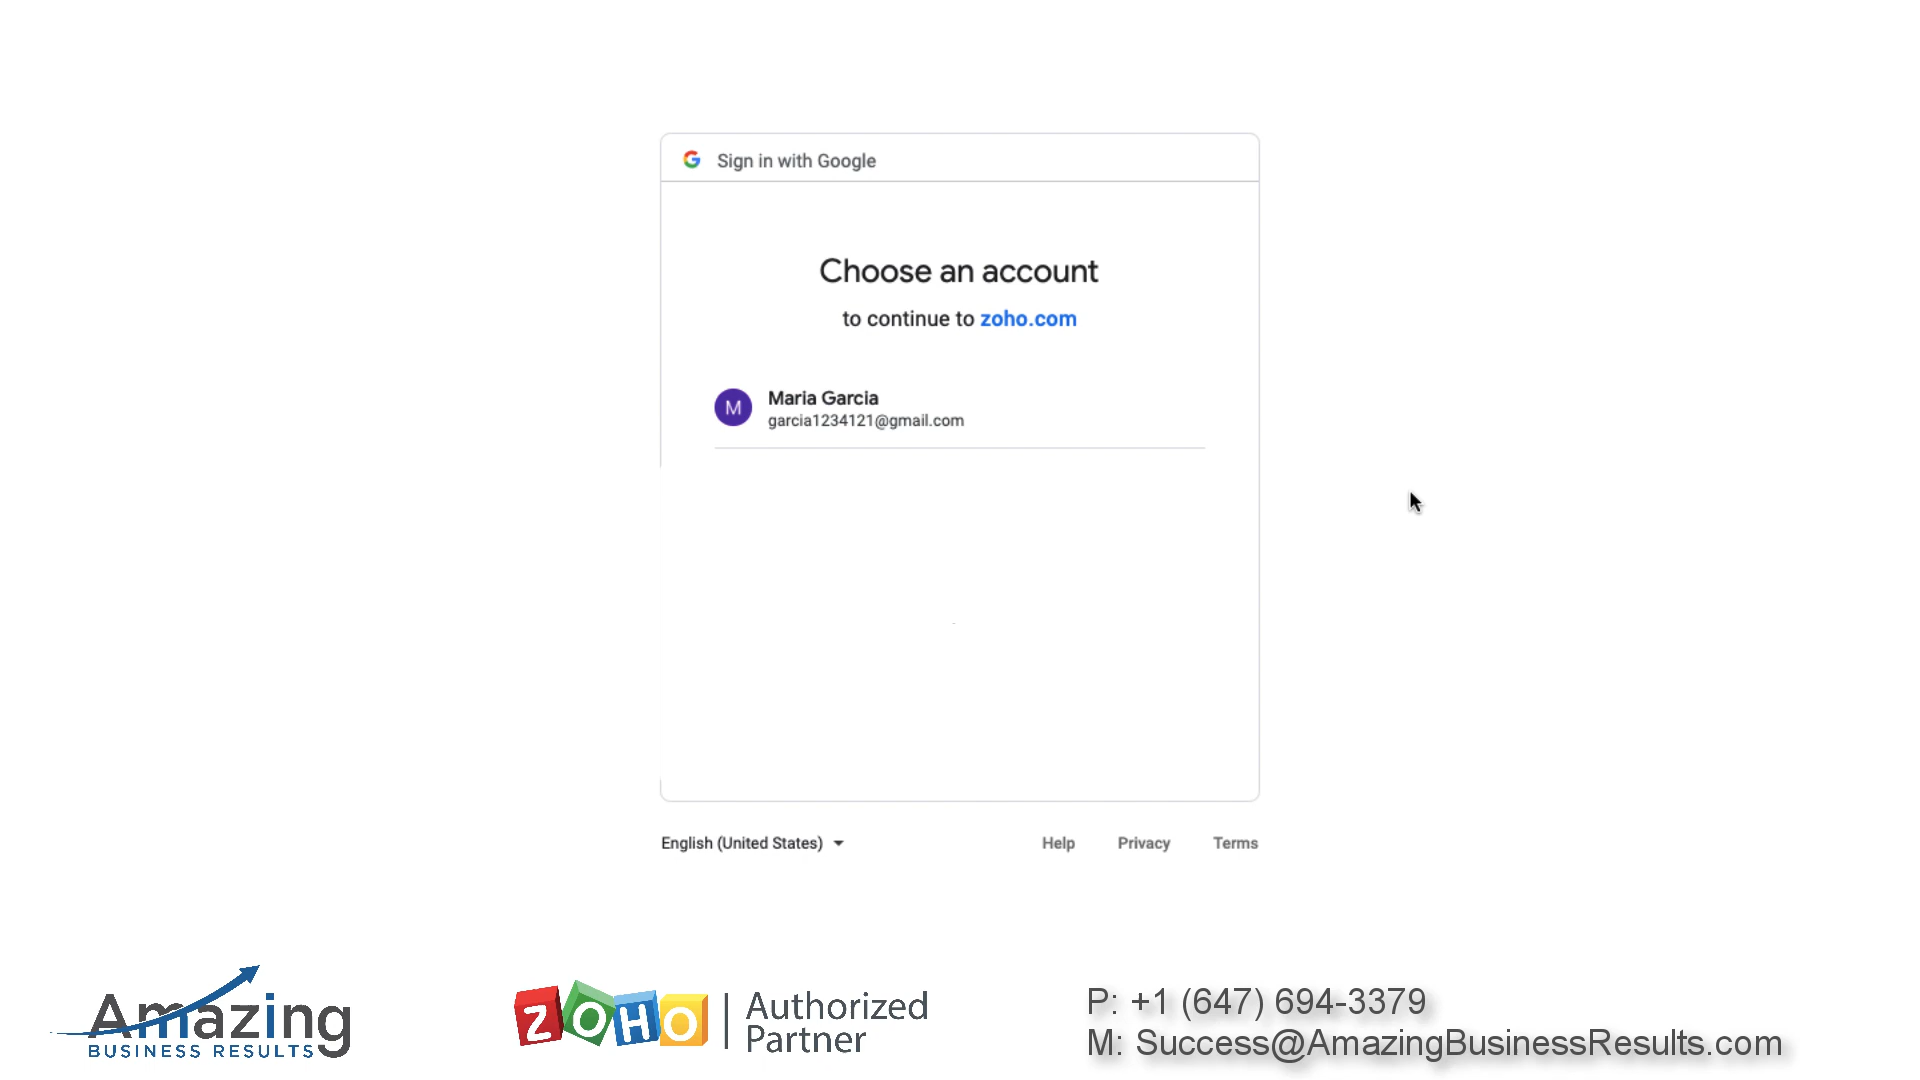 Sign in with Google
Choose an account
to continue to zoho.com
M
Maria Garcia
garcia1234121@gmail.com
English (United States)
Help Privacy Terms
Amazing
BUSINESS RESULTS
ZOHO
Authorized
Partner
P: +1 (647) 694-3379
M: Success@AmazingBusinessResults.com